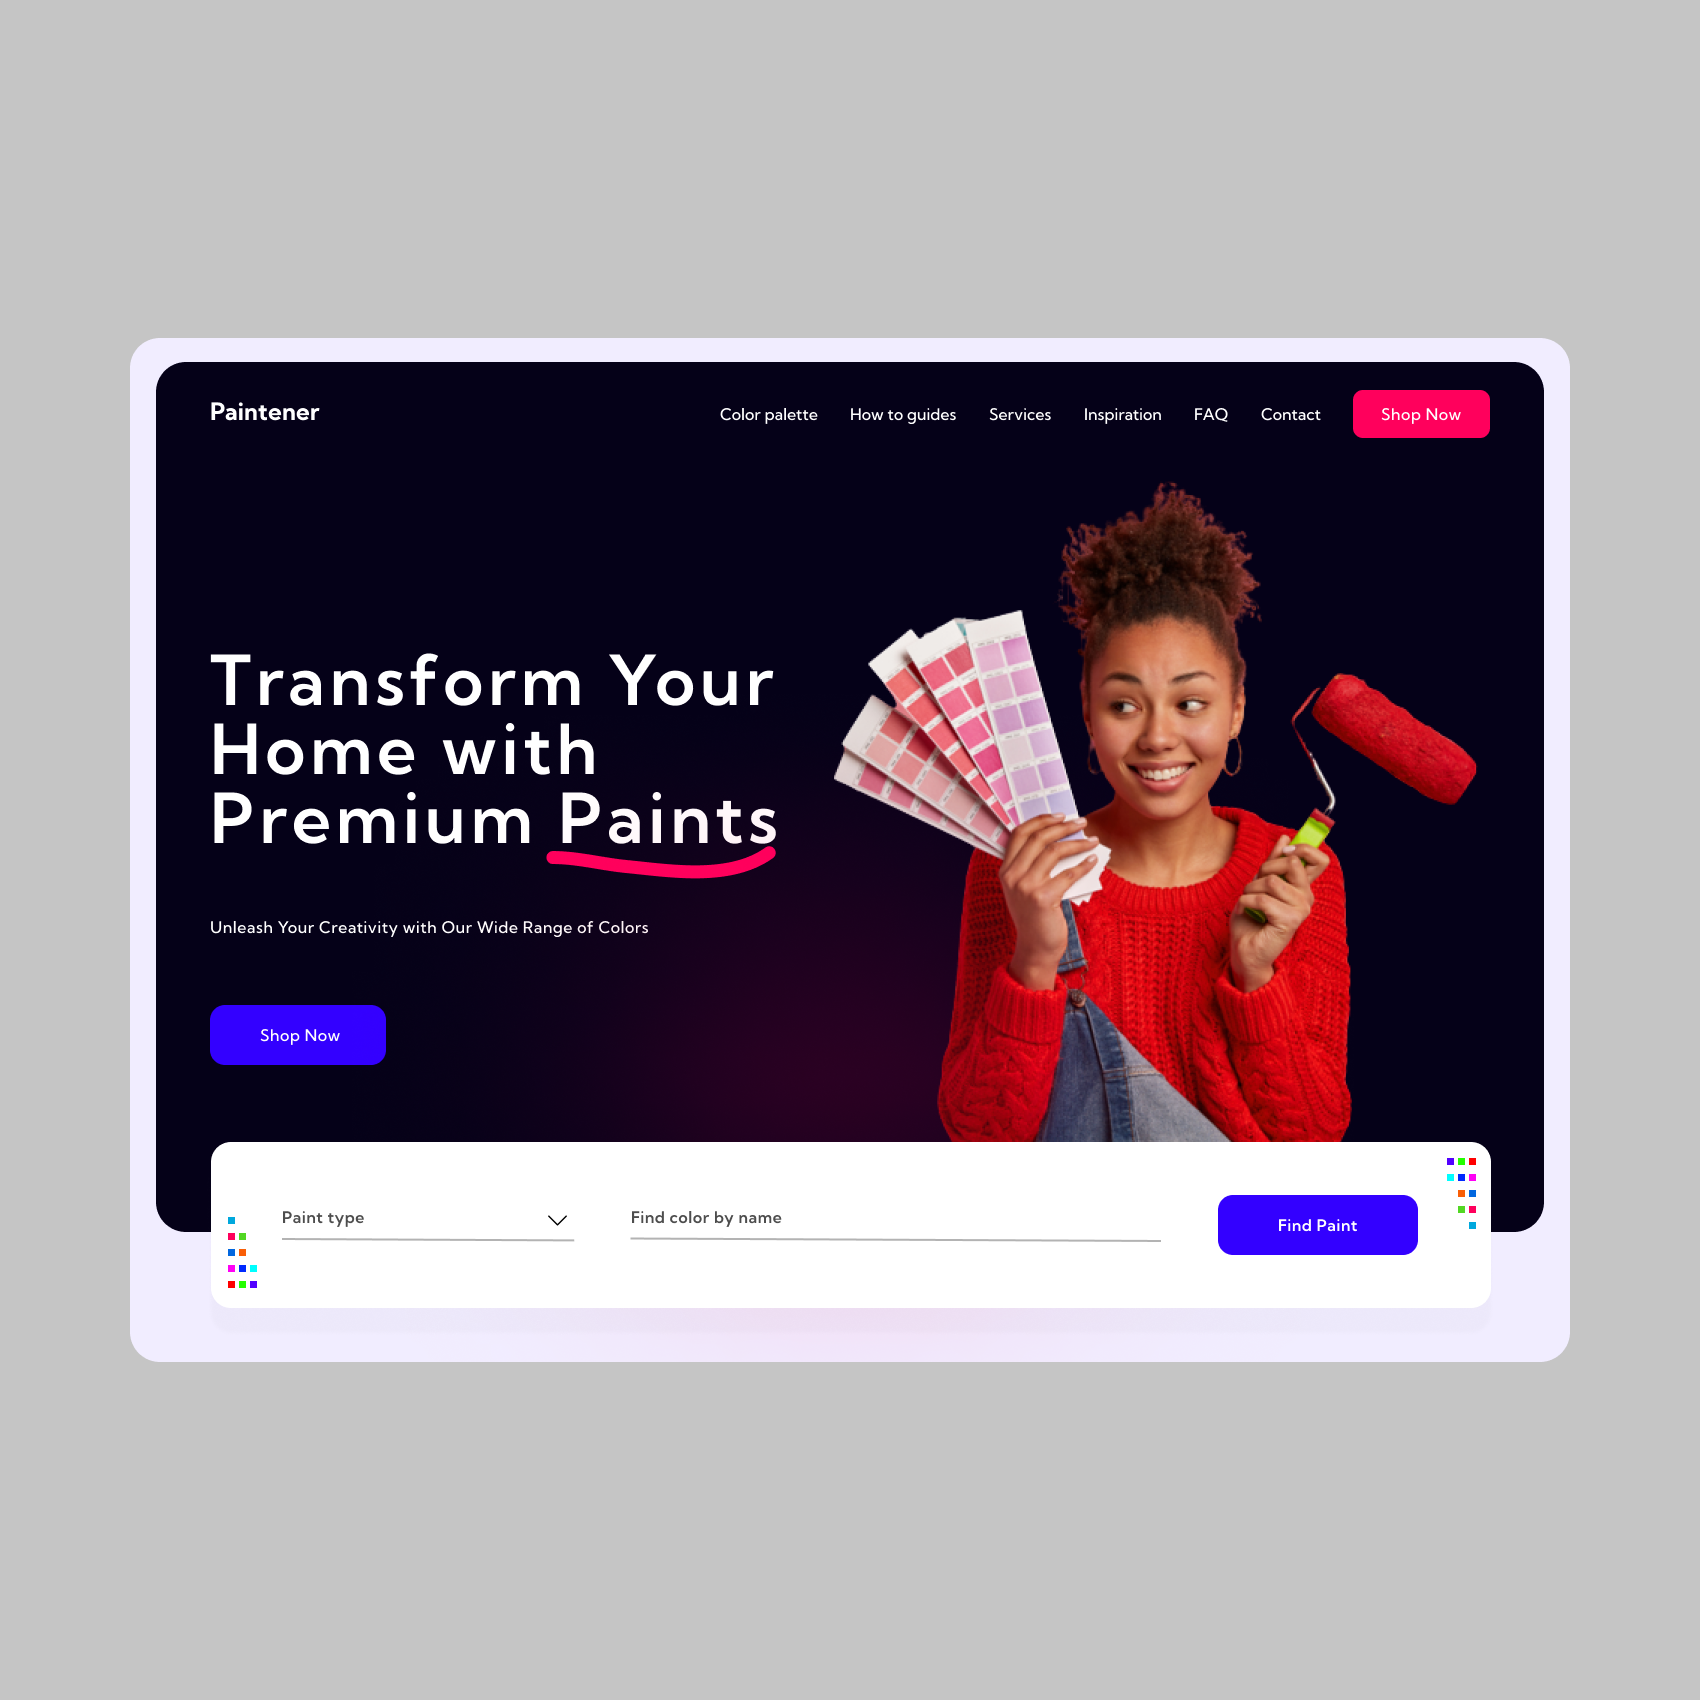 Paintener
Color palette
How to guides
Services
Inspiration
FAQ
Contact
Shop Now
Transform Your
Home with
Premium Paints
Unleash Your Creativity with Our Wide Range of Colors
Shop Now
Paint type
Find color by name
Find Paint